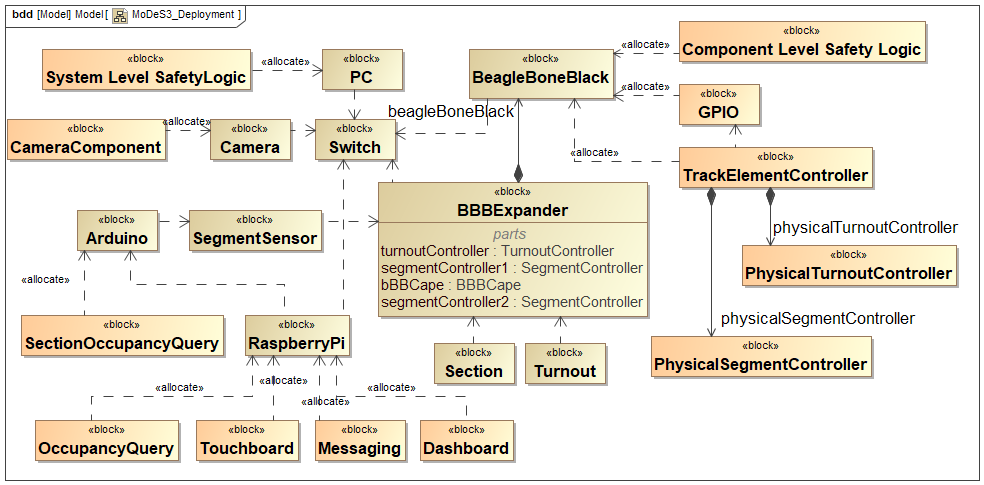 bdd [Model] Model [ MoDeS3_Deployment ]
«block»
System Level SafetyLogic
«allocate»
«block»
PC
«block»
BeagleBoneBlack
«allocate»
«block»
Component Level Safety Logic
«allocate»
«block»
GPIO
beagleBoneBlack
«block»
CameraComponent
«allocate»
«block»
Camera
«block»
Switch
«allocate»
«block»
TrackElementController
«block»
BBBExpander
parts
turnoutController : TurnoutController
segmentController1 : SegmentController
bBBCape : BBBCape
segmentController2 : SegmentController
«block»
Arduino
«block»
SegmentSensor
physicalTurnoutController
«block»
PhysicalTurnoutController
«allocate»
physicalSegmentController
«block»
SectionOccupancyQuery
«block»
RaspberryPi
«block»
Section
«block»
Turnout
«block»
PhysicalSegmentController
«allocate»
«allocate»
«allocate»
«allocate»
«block»
OccupancyQuery
«block»
Touchboard
«block»
Messaging
«block»
Dashboard